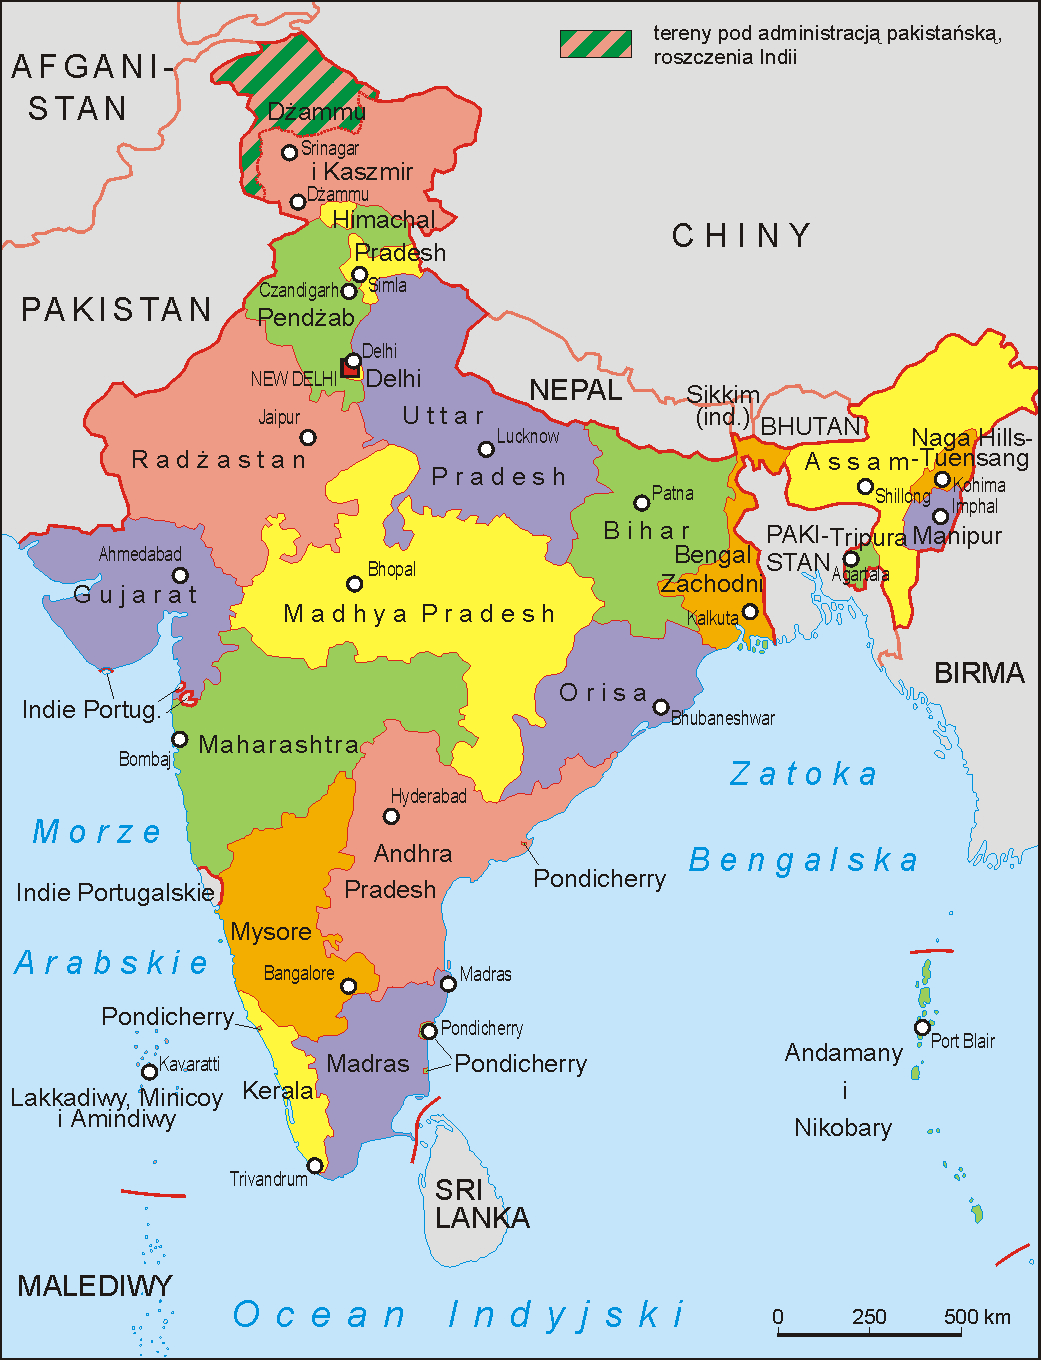 tereny pod administracją pakistańską,
roszczenia Indii
AFGANI-
STAN
Dżammu
Srinagar
i Kaszmir
Dżammu
Himachal
Pradesh
Simla
Czandigarh
Pendżab
CHINY
PAKISTAN
Delhi
NEW DELHI
Delhi
NEPAL
Sikkim
(ind.)
BHUTAN
Jaipur
Uttar
Lucknow
Radżastan
Pradesh
Naga Hills-
-Tuensang
Assam
Shillong
Kohima
Imphal
Patna
Bihar
PAKI-
STAN
Tripura
Manipur
Agartala
Ahmedabad
Gujarat
Bhopal
Madhya Pradesh
Bengal
Zachodni
Kalkuta
BIRMA
Indie Portug.
Orisa
Bhubaneshwar
Bombaj
Maharashtra
Hyderabad
Andhra
Pradesh
Zatoka
Bengalska
Morze
Arabskie
Indie Portugalskie
Pondicherry
Mysore
Bangalore
Madras
Pondicherry
Pondicherry
Pondicherry
Madras
Kerala
Kavaratti
Lakkadiwy, Minicoy
i Amindiwy
Trivandrum
Port Blair
Andamany
i
Nikobary
SRI
LANKA
MALEDIWY
Ocean Indyjski
0 250 500 km